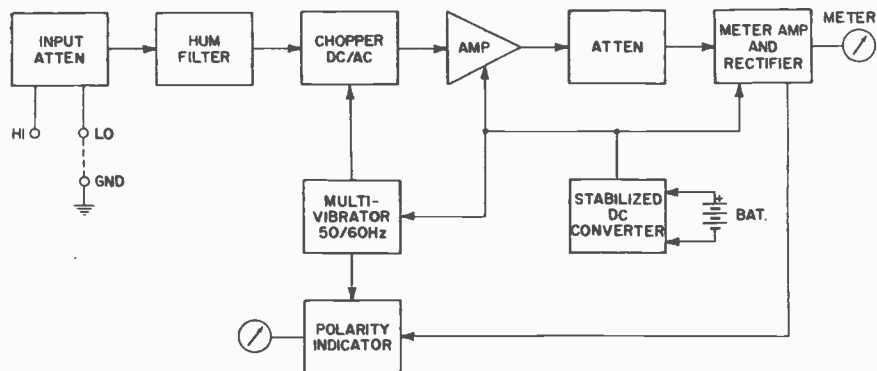 INPUT
ATTEN
HUM
FILTER
CHOPPER
DC/AC
AMP
ATTEN
METER AMP
AND
RECTIFIER
METER
HI
LO
GND
MULTI-
VIBRATOR
50/60Hz
STABILIZED
DC
CONVERTER
+
BAT.
POLARITY
INDICATOR